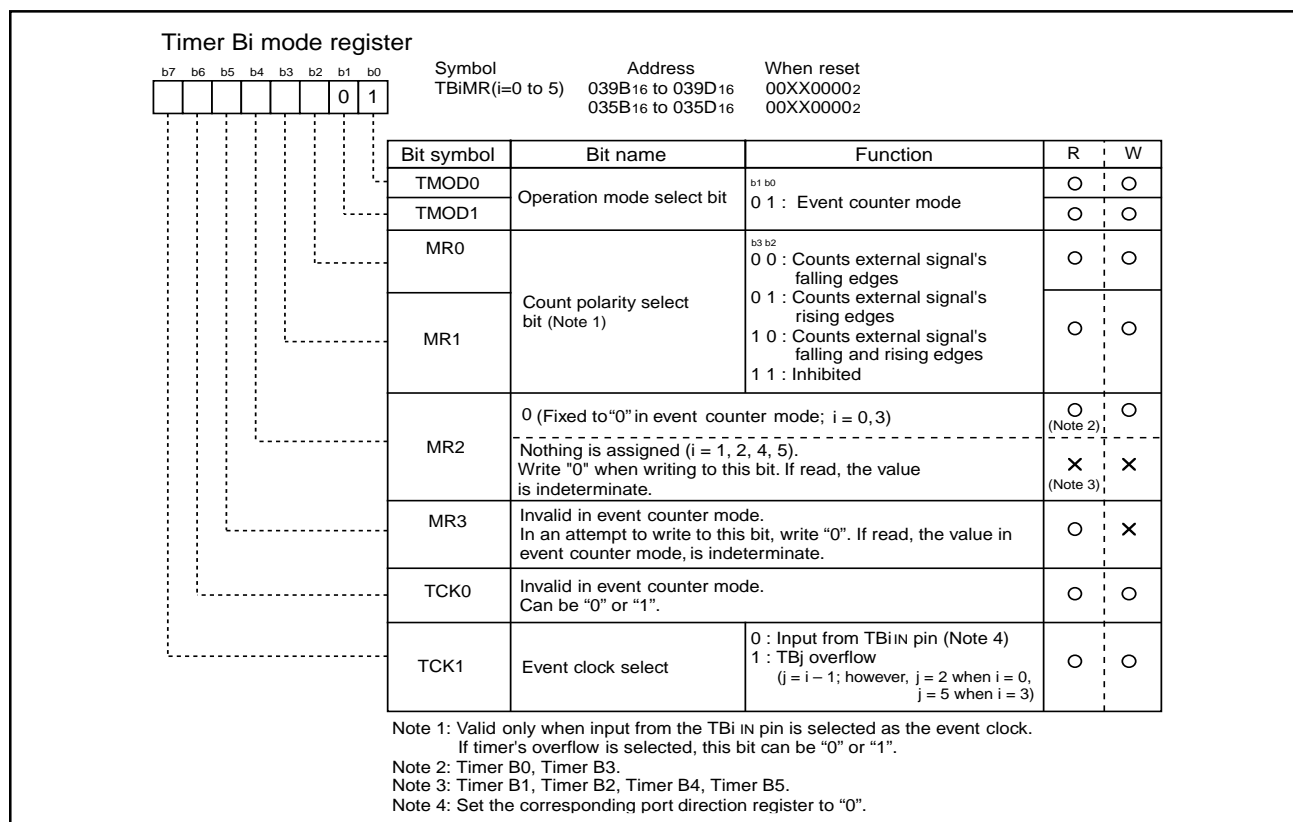 Timer Bi mode register
b7 b6 b5 b4 b3 b2 b1 b0
0 1
Symbol Address When reset
TBiMR(i=0 to 5) 039B16 to 039D16 00XX00002
035B16 to 035D16 00XX00002
Bit symbol Bit name Function R W
TMOD0
TMOD1
Operation mode select bit
b1 b0
0 1 : Event counter mode
MR0
MR1
Count polarity select
bit (Note 1)
b3 b2
0 0 : Counts external signal's
falling edges
0 1 : Counts external signal's
rising edges
1 0 : Counts external signal's
falling and rising edges
1 1 : Inhibited
MR2
0 (Fixed to “0” in event counter mode; i = 0, 3)
(Note 2)
Nothing is assigned (i = 1, 2, 4, 5).
Write "0" when writing to this bit. If read, the value
is indeterminate.
(Note 3)
MR3
Invalid in event counter mode.
In an attempt to write to this bit, write “0”. If read, the value in
event counter mode, is indeterminate.
TCK0
Invalid in event counter mode.
Can be “0” or “1”.
TCK1
Event clock select
0 : Input from TBiIN pin (Note 4)
1 : TBj overflow
(j = i – 1; however, j = 2 when i = 0,
j = 5 when i = 3)
Note 1: Valid only when input from the TBi IN pin is selected as the event clock.
If timer's overflow is selected, this bit can be “0” or “1”.
Note 2: Timer B0, Timer B3.
Note 3: Timer B1, Timer B2, Timer B4, Timer B5.
Note 4: Set the corresponding port direction register to “0”.